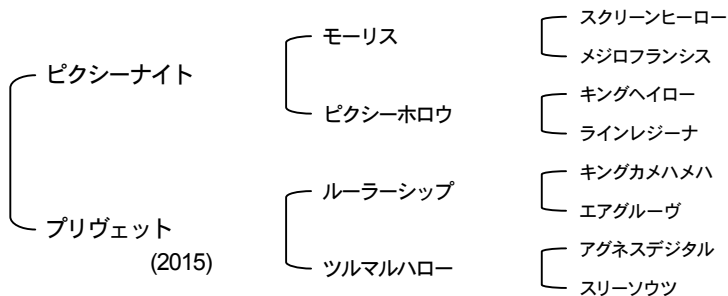 ピクシーナイト
プリヴェット
(2015)
モーリス
ピクシーホロウ
ルーラーシップ
ツルマルハロー
スクリーンヒーロー
メジロフランシス
キングヘイロー
ラインレジーナ
キングカメハメハ
エアグルーヴ
アグネスデジタル
スリーソウツ